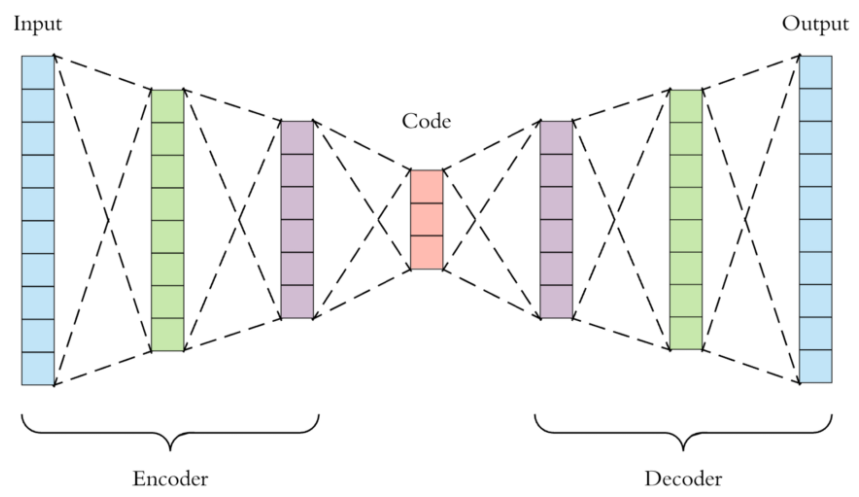 Input
Output
Code
Encoder
Decoder